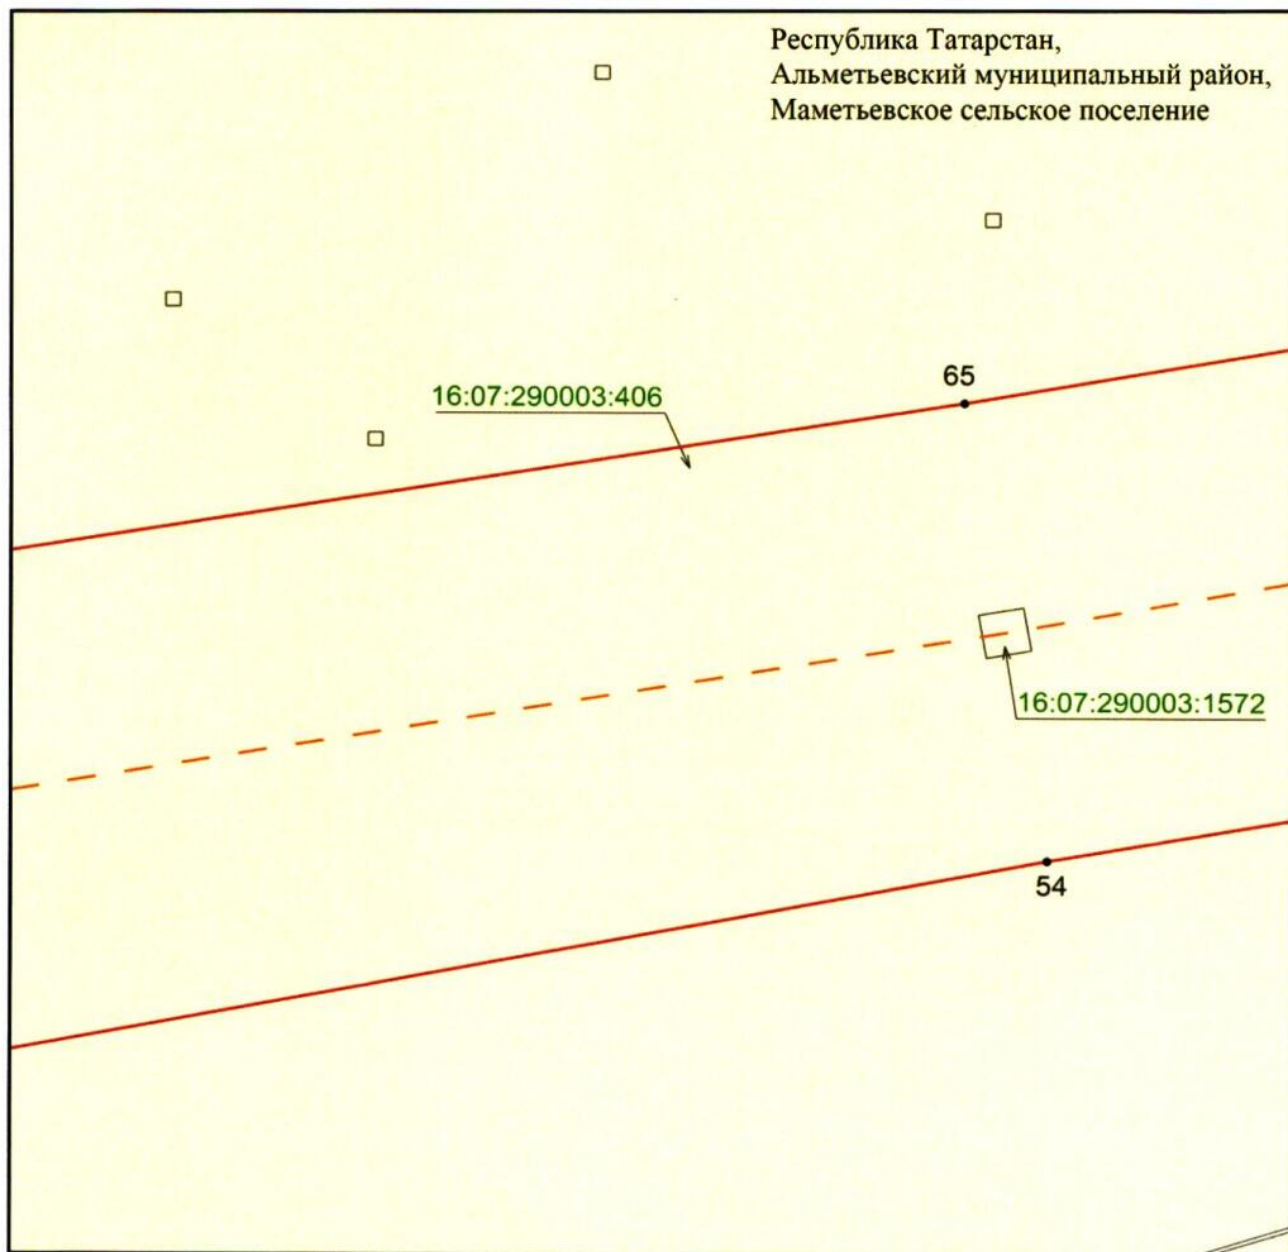 Республика Татарстан,
Альметьевский муниципальный район,
Маметьевское сельское поселение
65
16:07:290003:406
16:07:290003:1572
54